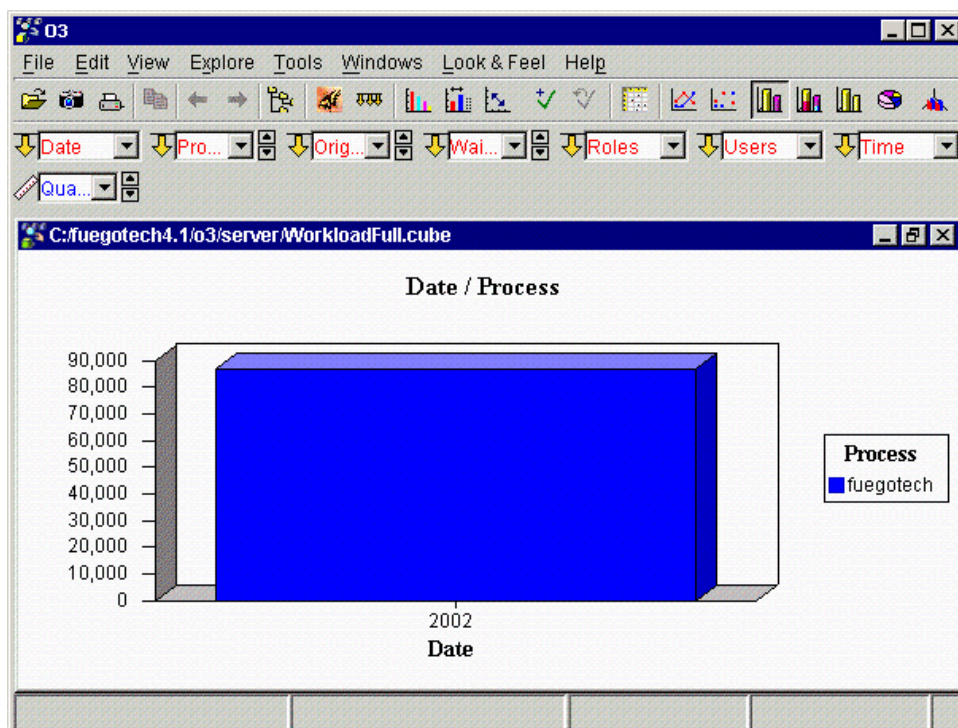 O3
File Edit View Explore Tools Windows Look & Feel Help
Date Pro... Orig... Wai... Roles Users Time
Qua...
C:/fuegotech4.1/o3/server/WorkloadFull.cube
Date / Process
90,000
80,000
70,000
60,000
50,000
40,000
30,000
20,000
10,000
0
2002
Date
Process
fuegotech